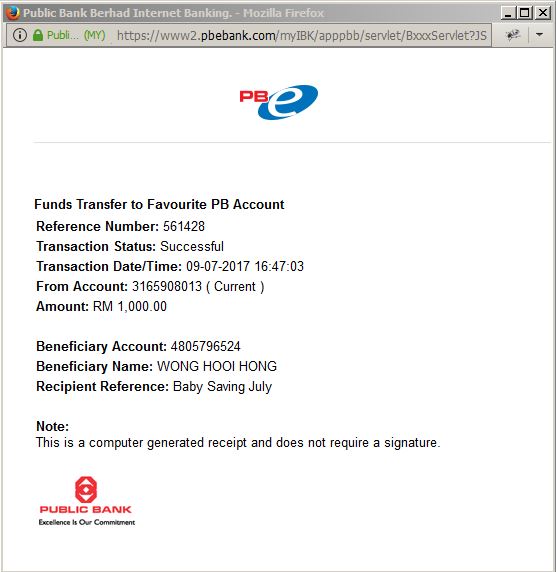 Public Bank Berhad Internet Banking. - Mozilla Firefox
Publi... (MY) https://www2.pbebank.com/myIBK/apppbb/servlet/BxxxServlet?JS
PB e
Funds Transfer to Favourite PB Account
Reference Number: 561428
Transaction Status: Successful
Transaction Date/Time: 09-07-2017 16:47:03
From Account: 3165908013 ( Current )
Amount: RM 1,000.00
Beneficiary Account: 4805796524
Beneficiary Name: WONG HOOI HONG
Recipient Reference: Baby Saving July
Note:
This is a computer generated receipt and does not require a signature.
PUBLIC BANK
Excellence Is Our Commitment